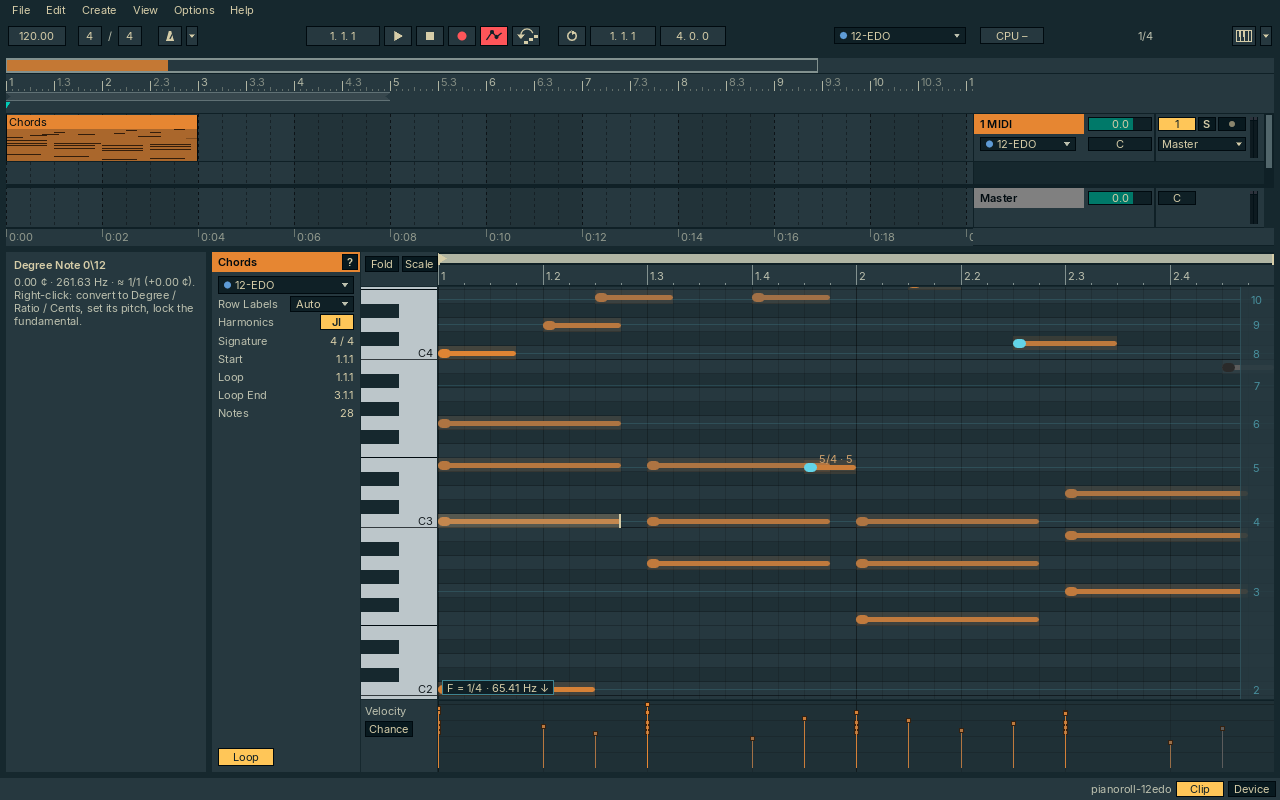 File Edit Create View Options Help
120.00 4 / 4 1. 1. 1 1. 1. 1 4. 0. 0 12-EDO CPU – 1/4
1 1.3 2 2.3 3 3.3 4 4.3 5 5.3 6 6.3 7 7.3 8 8.3 9 9.3 10 10.3 1
Chords
1 MIDI 0.0 1 S
12-EDO C Master
Master 0.0 C
0:00 0:02 0:04 0:06 0:08 0:10 0:12 0:14 0:16 0:18
Degree Note 0\12
0.00 ¢ · 261.63 Hz · ≈ 1/1 (+0.00 ¢).
Right-click: convert to Degree /
Ratio / Cents, set its pitch, lock the
fundamental.
Chords ?
12-EDO
Row Labels Auto
Harmonics JI
Signature 4 / 4
Start 1.1.1
Loop 1.1.1
Loop End 3.1.1
Notes 28
Loop
Fold Scale
1 1.2 1.3 1.4 2 2.2 2.3 2.4
10
9
C4 8
7
6
5/4 · 5
5
C3 4
3
C2 F = 1/4 · 65.41 Hz ↓ 2
Velocity
Chance
pianoroll-12edo Clip Device